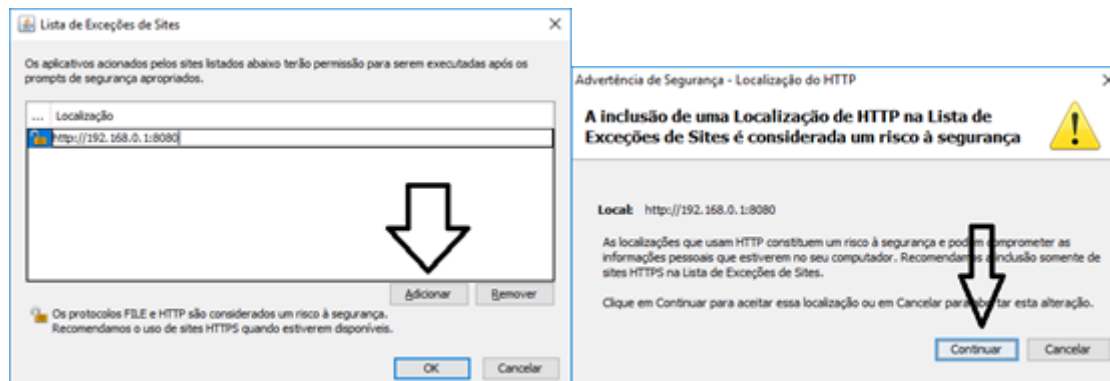 Lista de Exceções de Sites
Os aplicativos acionados pelos sites listados abaixo terão permissão para serem executadas após os
prompts de segurança apropriados.
... Localização
http://192.168.0.1:8080
Adicionar Remover
Os protocolos FILE e HTTP são considerados um risco à segurança.
Recomendamos o uso de sites HTTPS quando estiverem disponíveis.
OK Cancelar
Advertência de Segurança - Localização do HTTP
A inclusão de uma Localização de HTTP na Lista de
Exceções de Sites é considerada um risco à segurança
Local: http://192.168.0.1:8080
As localizações que usam HTTP constituem um risco à segurança e podem comprometer as
informações pessoais que estiverem no seu computador. Recomendamos a inclusão somente de
sites HTTPS na Lista de Exceções de Sites.
Clique em Continuar para aceitar essa localização ou em Cancelar para abortar esta alteração.
Continuar Cancelar